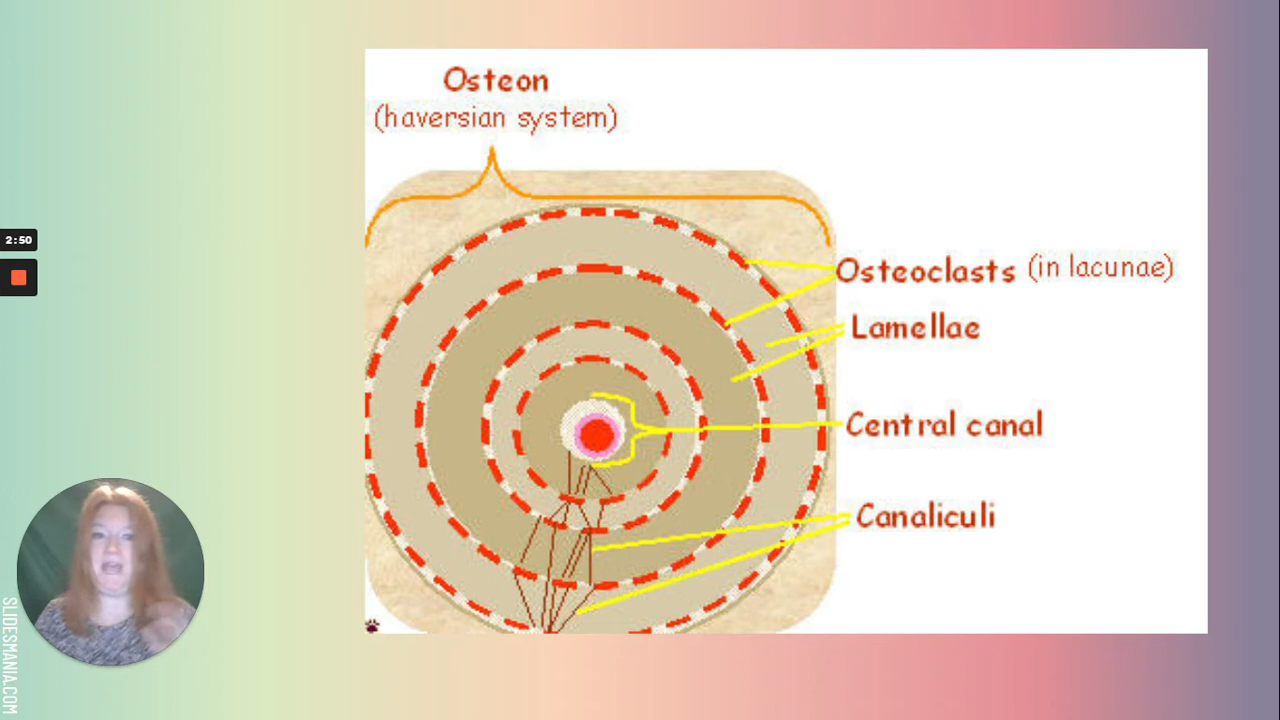 Osteon
(haversian system)
2:50
Osteoclasts (in lacunae)
Lamellae
Central canal
Canaliculi
SLIDESMANIA.COM